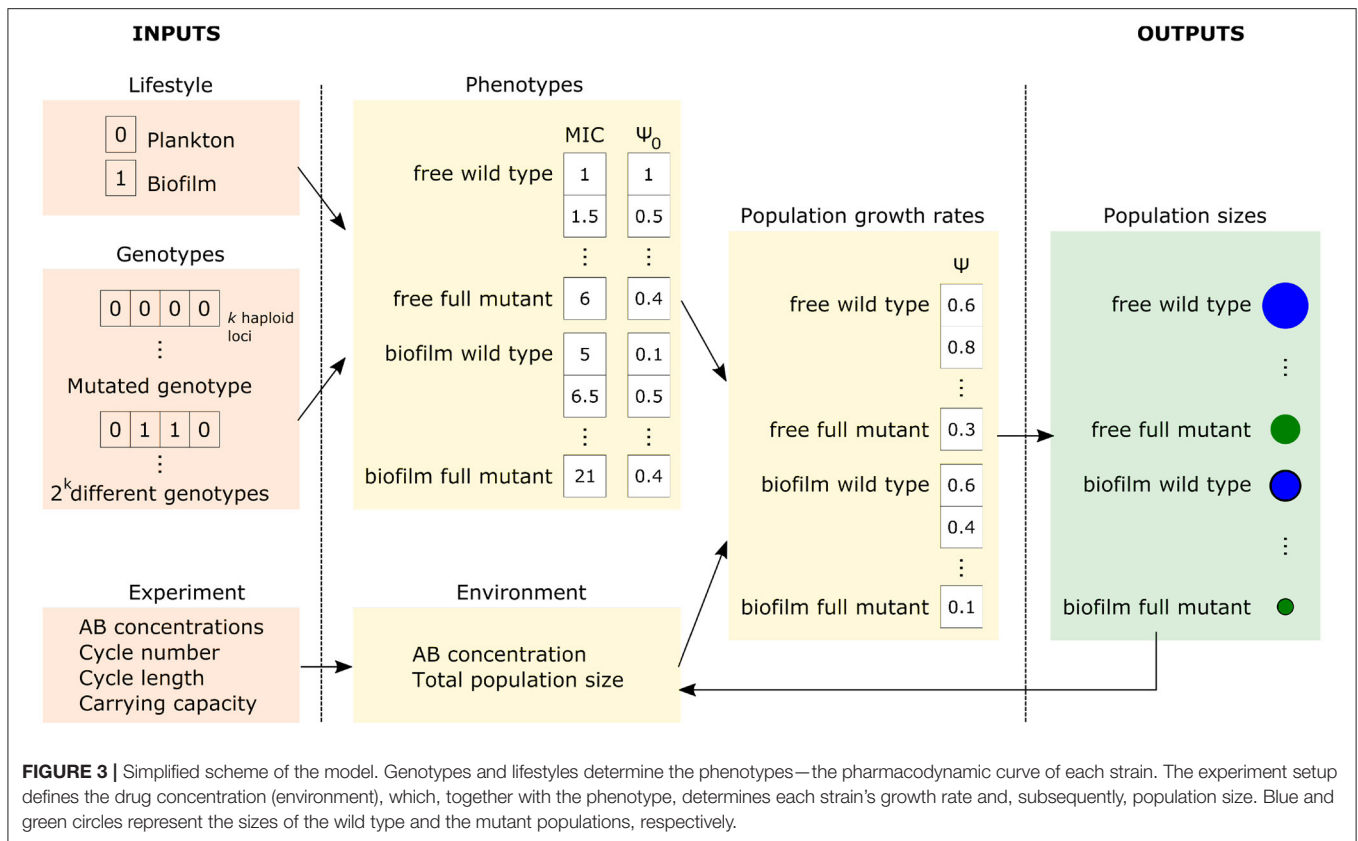 INPUTS
OUTPUTS
Lifestyle
0 Plankton
1 Biofilm
Genotypes
0 0 0 0
k haploid
loci
⋮
Mutated genotype
0 1 1 0
⋮
2^k different genotypes
Experiment
AB concentrations
Cycle number
Cycle length
Carrying capacity
Phenotypes
MIC Ψ0
free wild type 1 1
1.5 0.5
⋮ ⋮
free full mutant 6 0.4
biofilm wild type 5 0.1
6.5 0.5
⋮ ⋮
biofilm full mutant 21 0.4
Environment
AB concentration
Total population size
Population growth rates
Ψ
free wild type 0.6
0.8
⋮
free full mutant 0.3
biofilm wild type 0.6
0.4
⋮
biofilm full mutant 0.1
Population sizes
free wild type
⋮
free full mutant
biofilm wild type
⋮
biofilm full mutant
FIGURE 3 | Simplified scheme of the model. Genotypes and lifestyles determine the phenotypes—the pharmacodynamic curve of each strain. The experiment setup
defines the drug concentration (environment), which, together with the phenotype, determines each strain's growth rate and, subsequently, population size. Blue and
green circles represent the sizes of the wild type and the mutant populations, respectively.